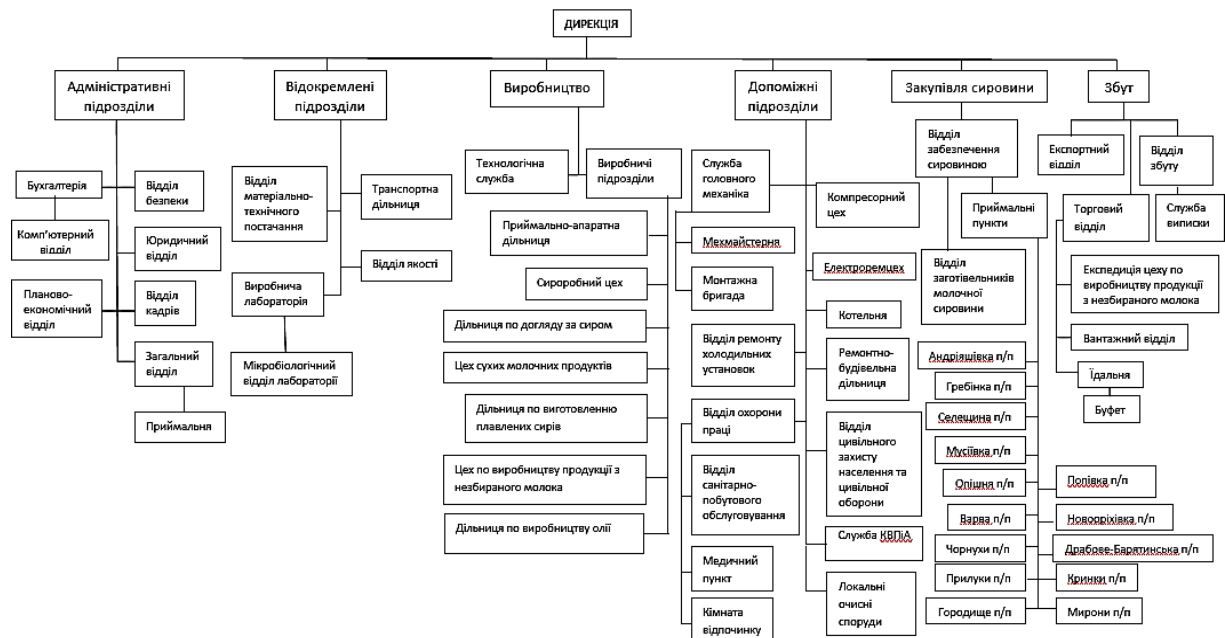 ДИРЕКЦІЯ
Адміністративні
підрозділи
Відокремлені
підрозділи
Виробництво
Допоміжні
підрозділи
Закупівля сировини
Збут
Бухгалтерія
Відділ
безпеки
Комп'ютерний
відділ
Юридичний
відділ
Планово-
економічний
відділ
Відділ
кадрів
Загальний
відділ
Приймальня
Відділ
матеріально-
технічного
постачання
Транспортна
дільниця
Виробнича
лабораторія
Відділ якості
Мікробіологічний
відділ лабораторії
Технологічна
служба
Виробничі
підрозділи
Приймально-апаратна
дільниця
Сироробний цех
Дільниця по догляду за сиром
Цех сухих молочних продуктів
Дільниця по виготовленню
плавлених сирів
Цех по виробництву продукції з
незбираного молока
Дільниця по виробництву олії
Служба
головного
механіка
Компресорний
цех
Мехмайстерня
Електроремцех
Монтажна
бригада
Котельня
Відділ ремонту
холодильних
установок
Ремонтно-
будівельна
дільниця
Відділ охорони
праці
Відділ
цивільного
захисту
населення та
цивільної
оборони
Відділ
санітарно-
побутового
обслуговування
Служба КВПіА
Медичний
пункт
Локальні
очисні
споруди
Кімната
відпочинку
Відділ
забезпечення
сировиною
Приймальні
пункти
Відділ
заготівельників
молочної
сировини
Андріяшівка п/п
Гребінка п/п
Селещина п/п
Мусіївка п/п
Опішня п/п
Попівка п/п
Варва п/п
Новооріхівка п/п
Чорнухи п/п
Драбове-Барятинська п/п
Прилуки п/п
Кринки п/п
Городище п/п
Мирони п/п
Експортний
відділ
Відділ
збуту
Торговий
відділ
Служба
виписки
Експедиція цеху по
виробництву продукції
з незбираного молока
Вантажний відділ
Їдальня
Буфет